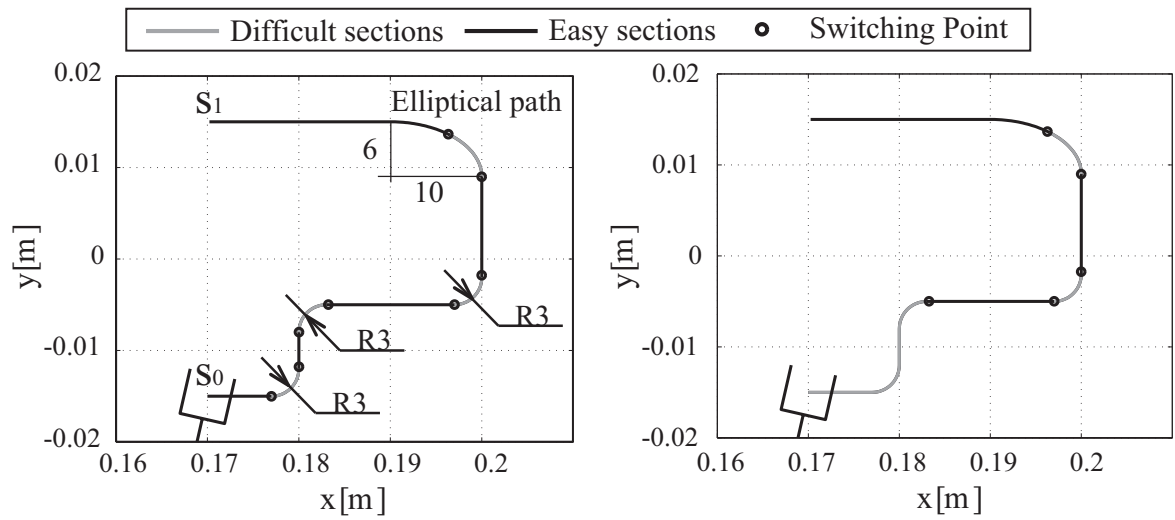 Difficult sections Easy sections Switching Point
0.02
0.01
0
-0.01
-0.02
y[m]
0.16 0.17 0.18 0.19 0.2
x[m]
S1
Elliptical path
6
10
R3
R3
R3
S0
0.02
0.01
0
-0.01
-0.02
y[m]
0.16 0.17 0.18 0.19 0.2
x[m]